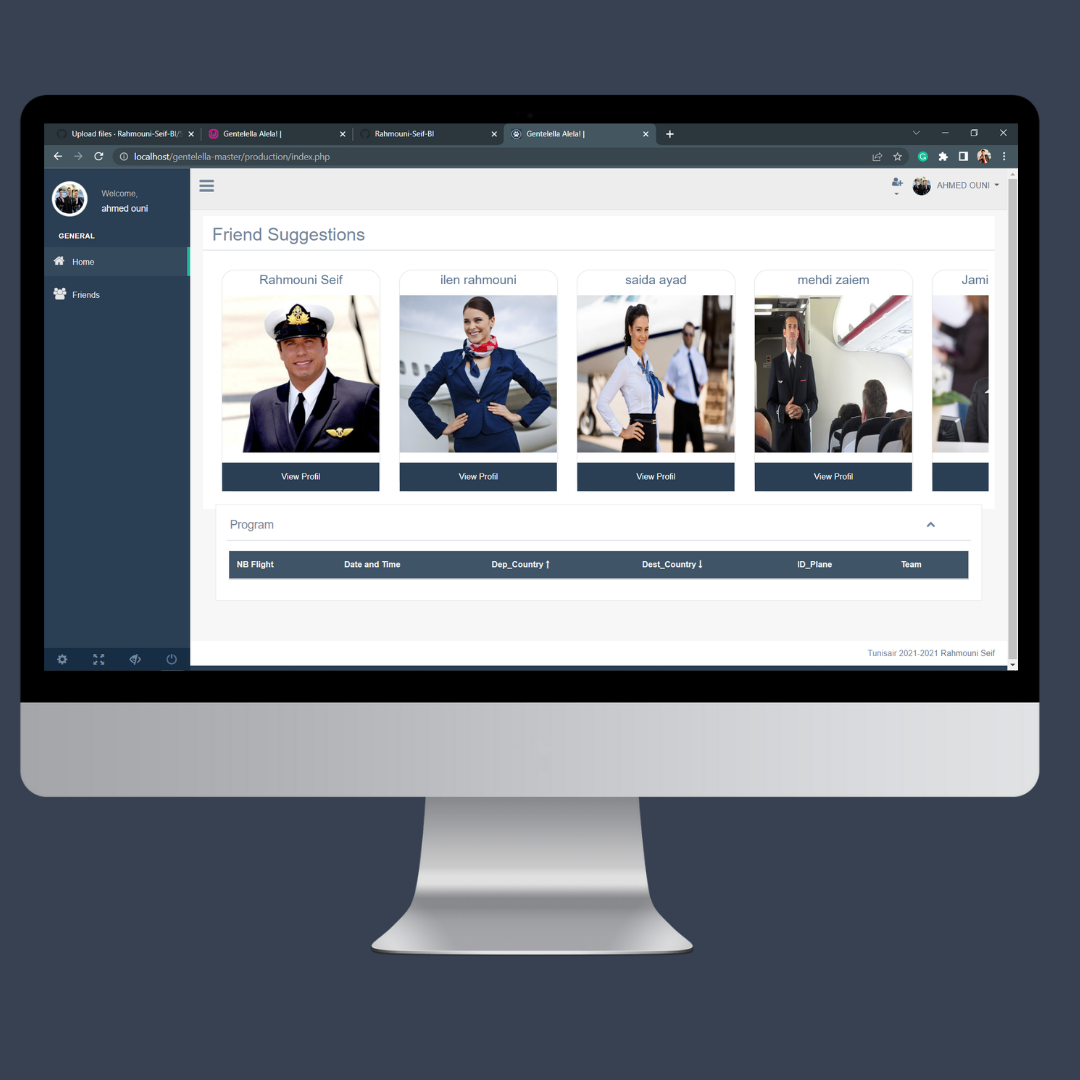 Upload files · Rahmouni-Seif-BI/
Gentelella Alela! |
Rahmouni-Seif-BI
Gentelella Alela! |
localhost/gentelella-master/production/index.php
Welcome,
ahmed ouni
AHMED OUNI
GENERAL
Home
Friends
Friend Suggestions
Rahmouni Seif
ilen rahmouni
saida ayad
mehdi zaiem
Jami
View Profil
View Profil
View Profil
View Profil
Program
NB Flight Date and Time Dep_Country Dest_Country ID_Plane Team
Tunisair 2021-2021 Rahmouni Seif